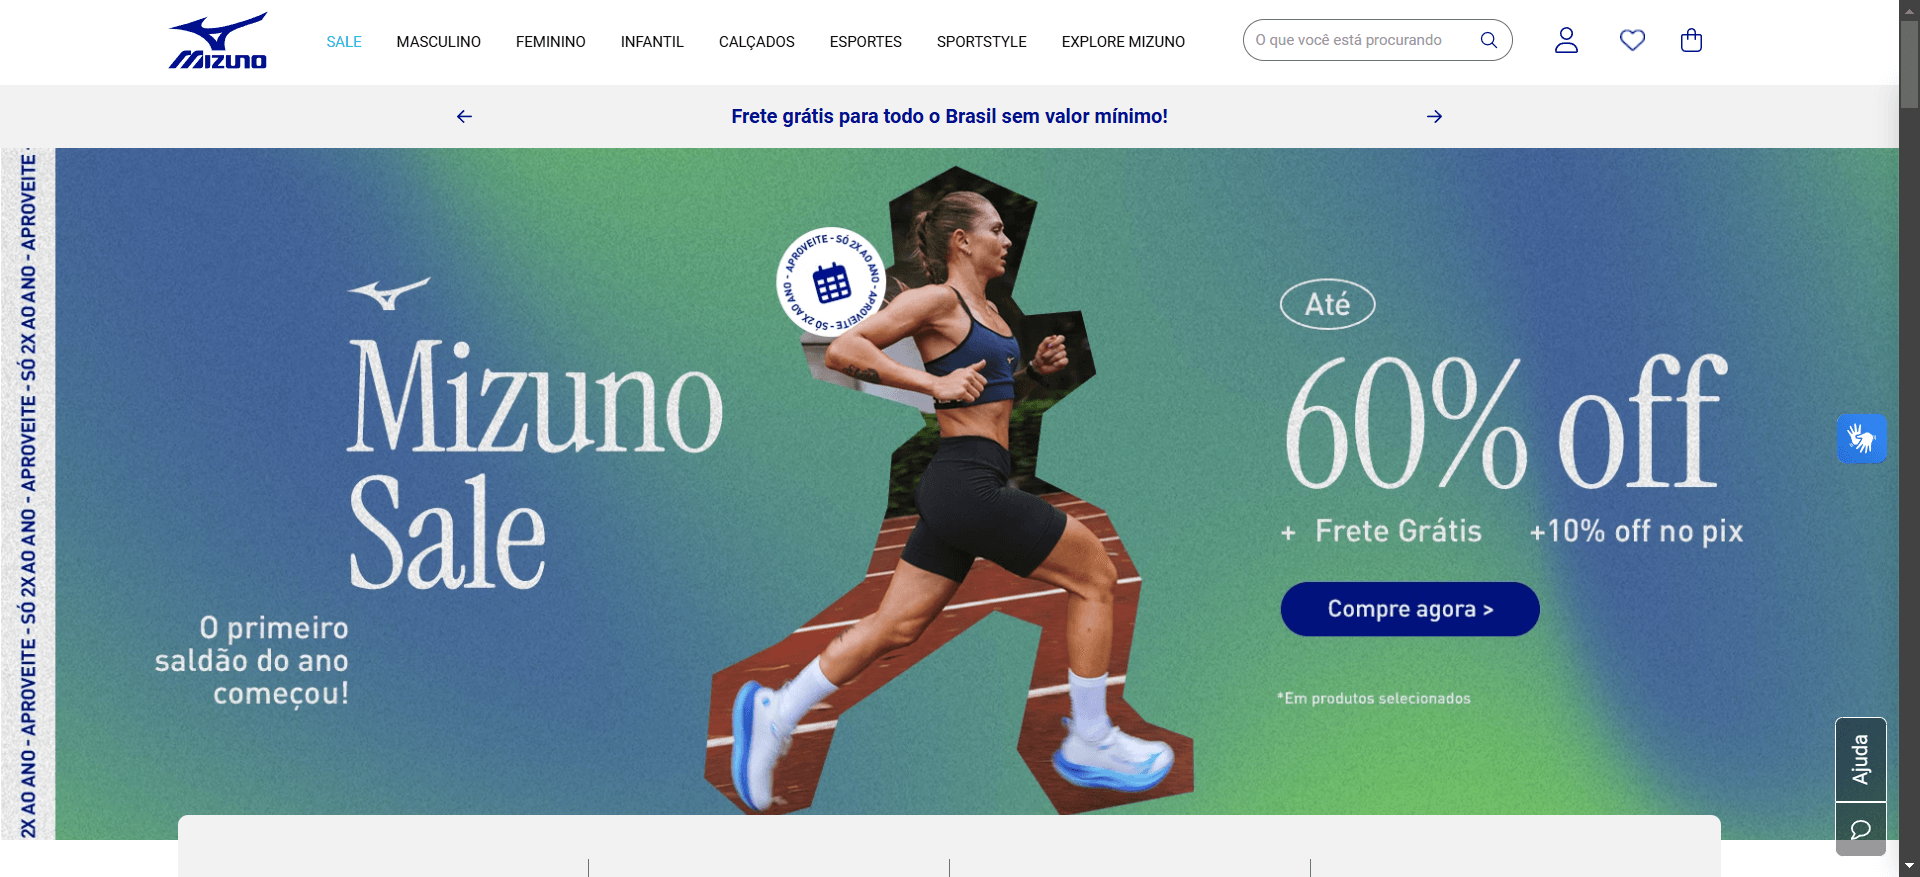 MIZUNO
SALE
MASCULINO
FEMININO
INFANTIL
CALÇADOS
ESPORTES
SPORTSTYLE
EXPLORE MIZUNO
O que você está procurando
Frete grátis para todo o Brasil sem valor mínimo!
2X AO ANO - APROVEITE - SÓ 2X AO ANO - APROVEITE - SÓ 2X AO ANO - APROVEITE -
Mizuno
Sale
O primeiro
saldão do ano
começou!
APROVEITE - SÓ 2X AO ANO - APROVEITE - SÓ 2X AO ANO -
Até
60% off
+ Frete Grátis +10% off no pix
Compre agora >
*Em produtos selecionados
Ajuda